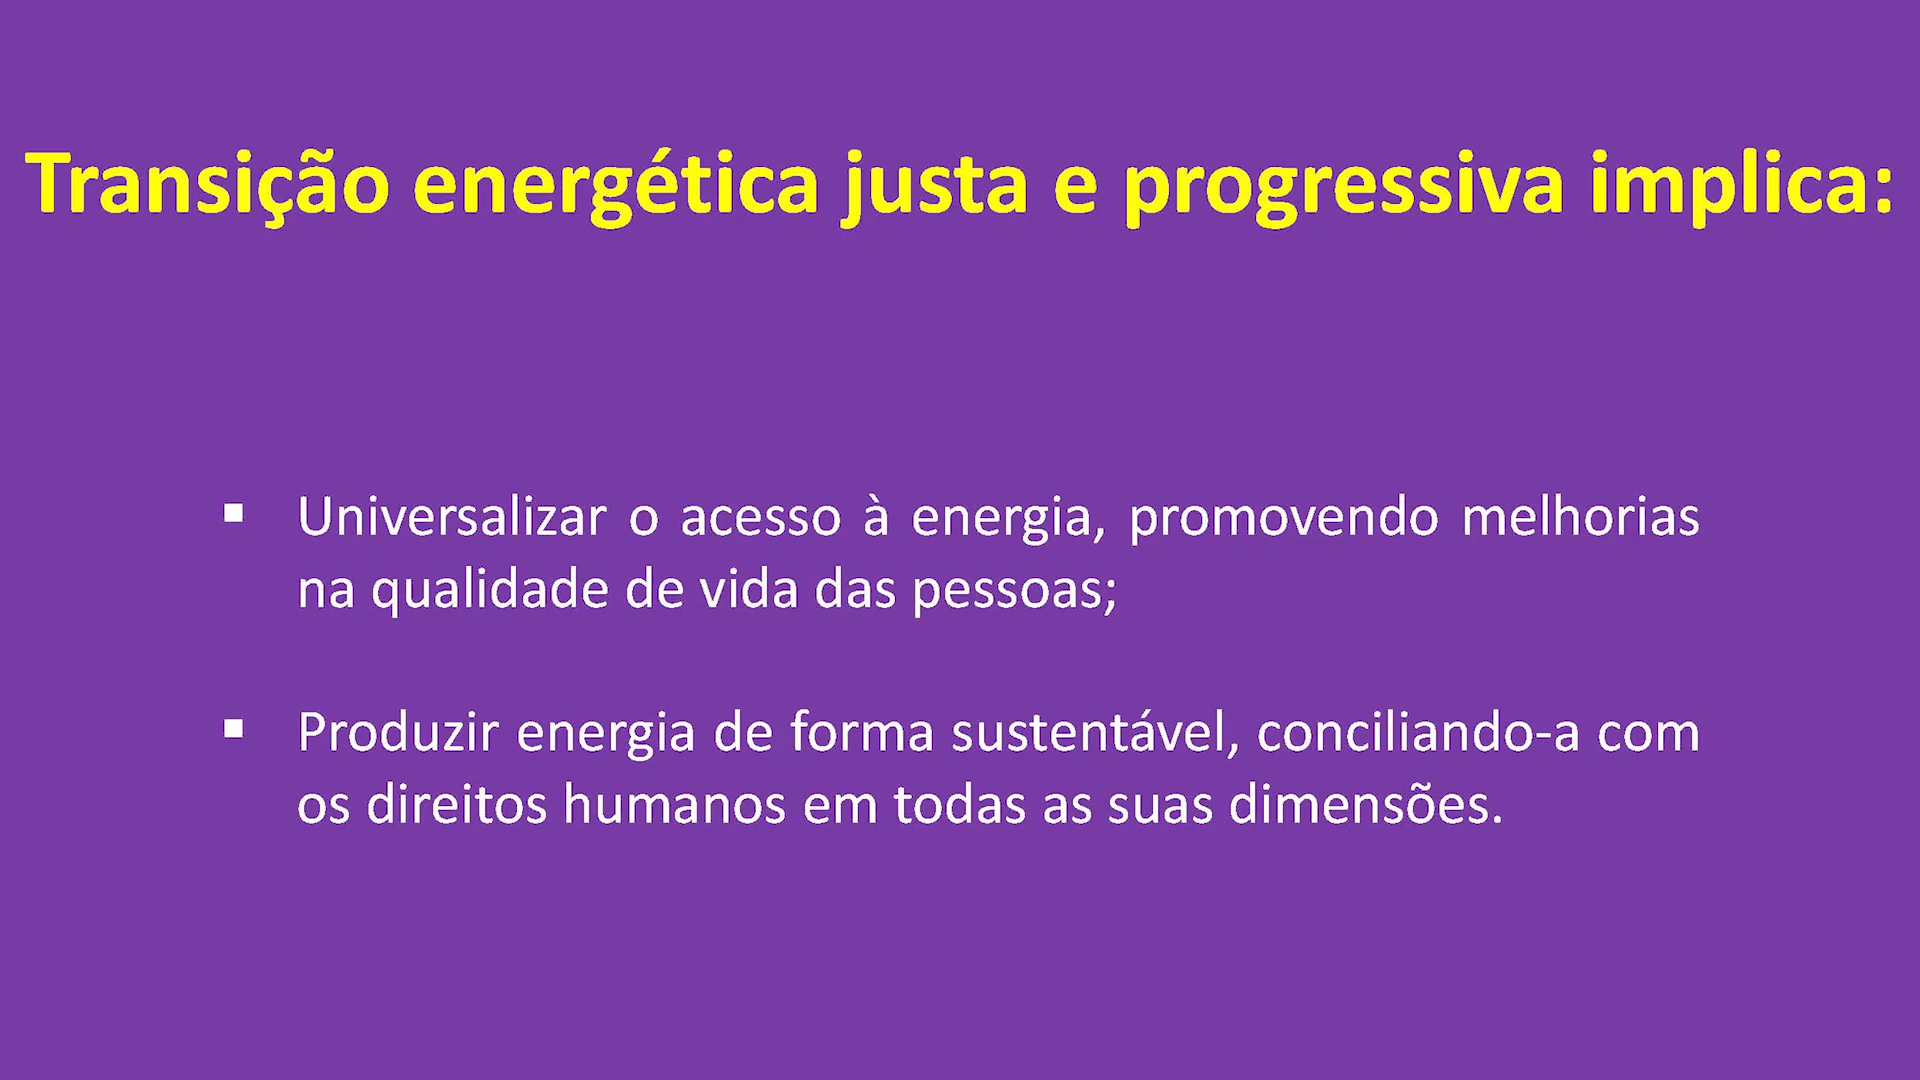 Transição energética justa e progressiva implica:
▪ Universalizar o acesso à energia, promovendo melhorias
na qualidade de vida das pessoas;
▪ Produzir energia de forma sustentável, conciliando-a com
os direitos humanos em todas as suas dimensões.